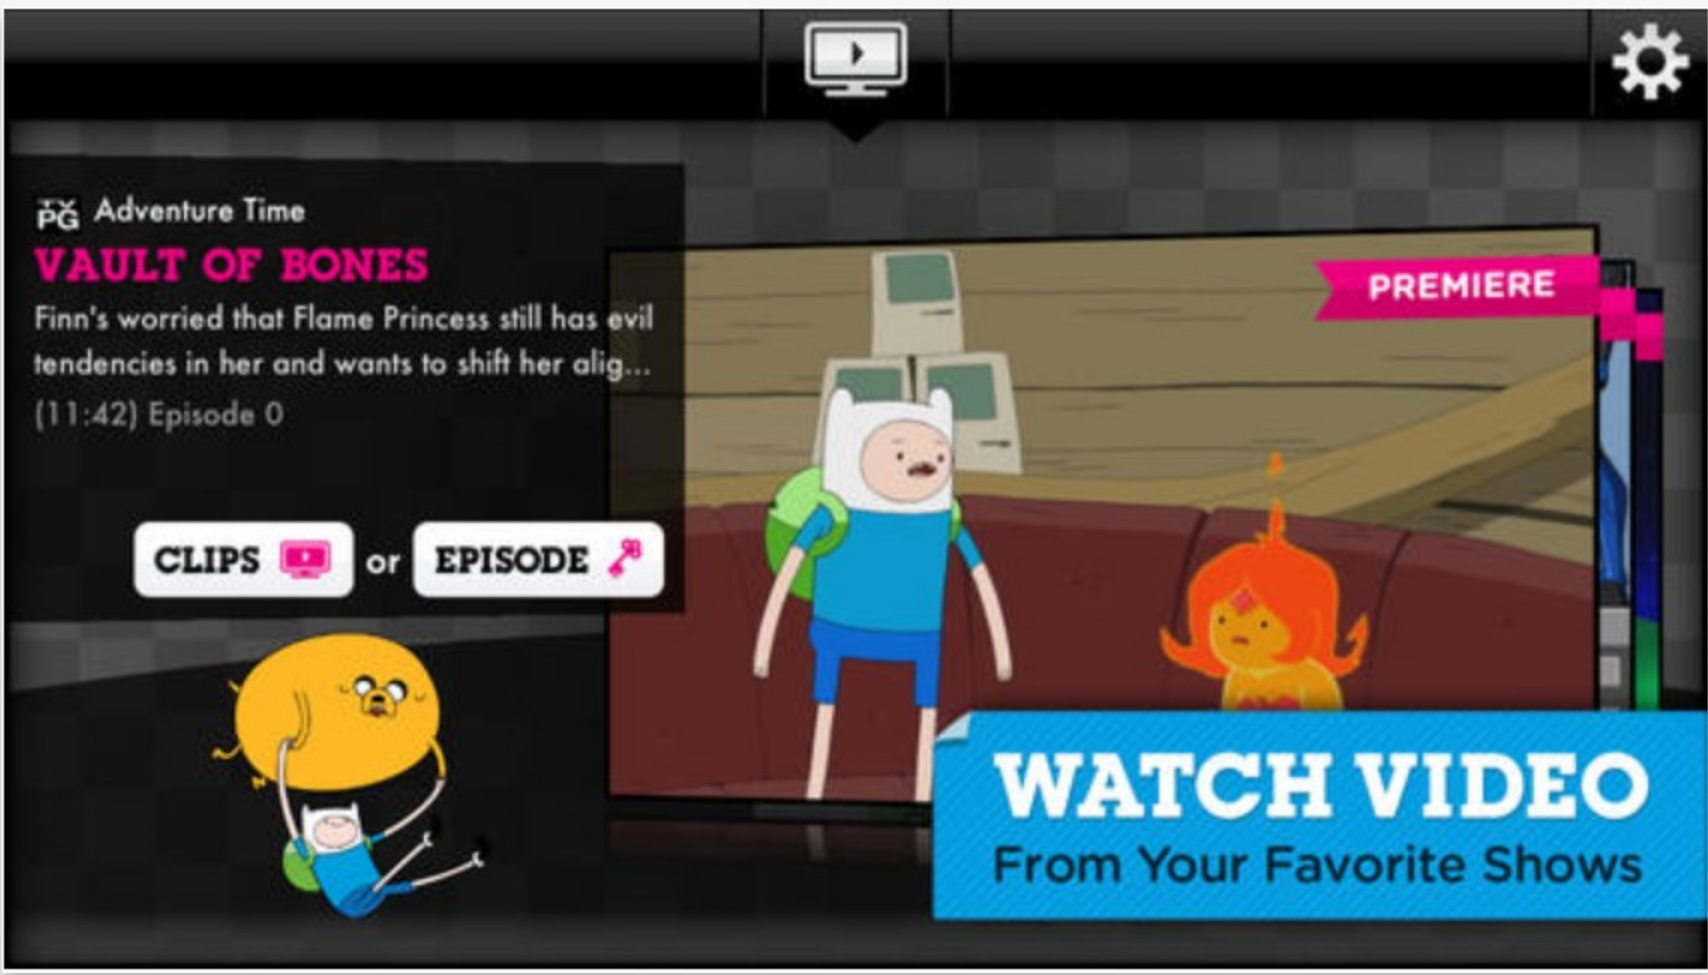 TV
PG Adventure Time
VAULT OF BONES
Finn's worried that Flame Princess still has evil
tendencies in her and wants to shift her alig...
(11:42) Episode 0
CLIPS or EPISODE
PREMIERE
WATCH VIDEO
From Your Favorite Shows